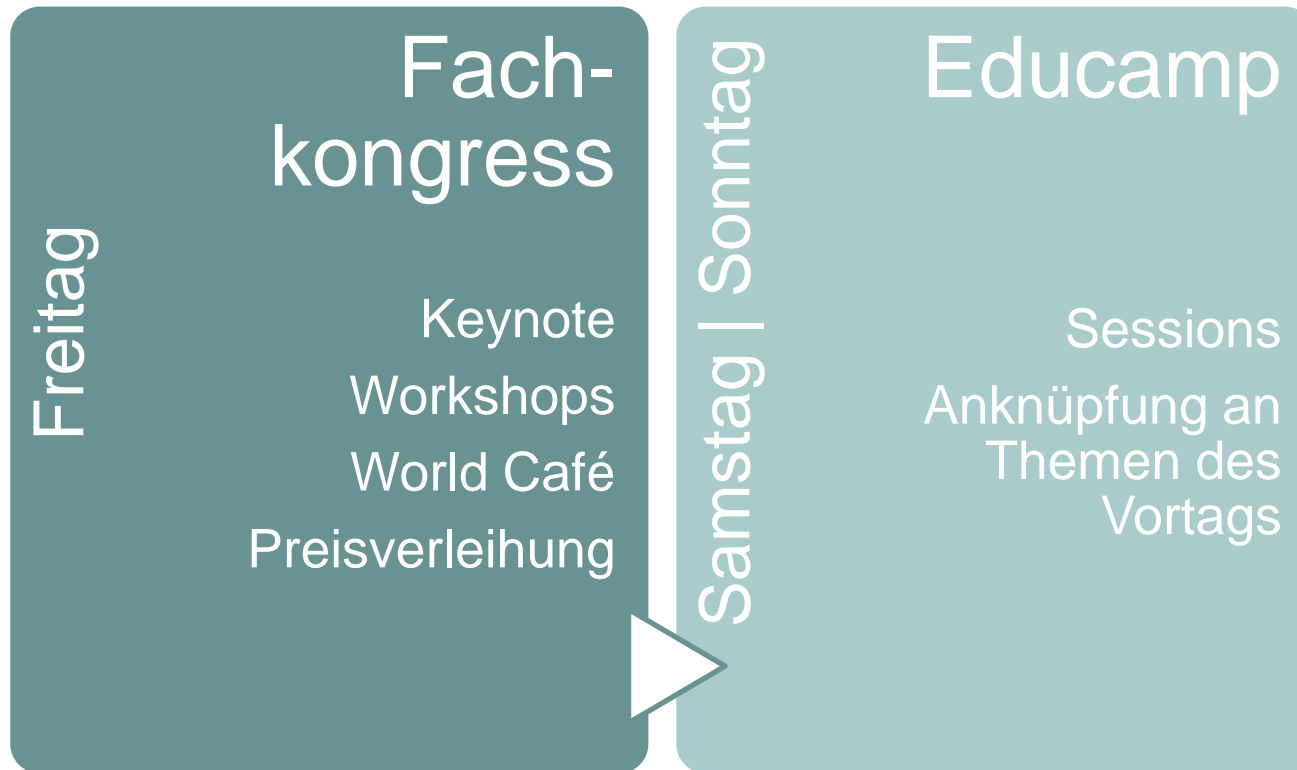 Freitag
Fach-
kongress
Keynote
Workshops
World Café
Preisverleihung
Samstag | Sonntag
Educamp
Sessions
Anknüpfung an
Themen des
Vortags